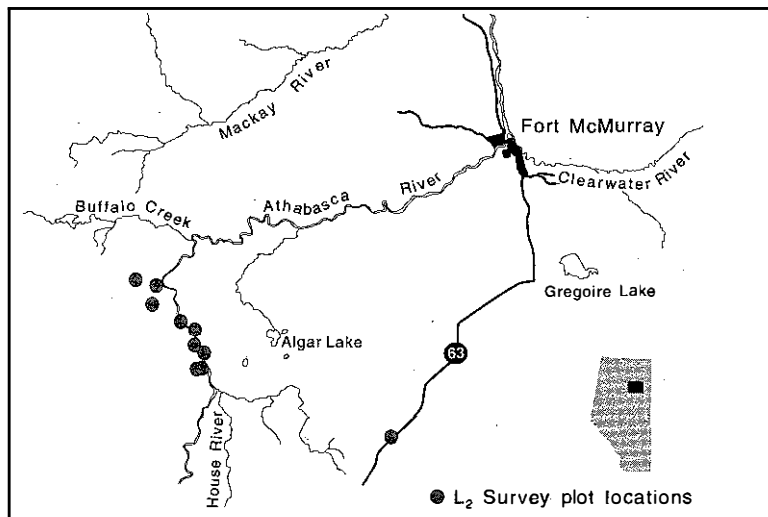 Mackay River
Fort McMurray
Clearwater River
Buffalo Creek
Athabasca River
Gregoire Lake
Algar Lake
63
House River
L₂ Survey plot locations